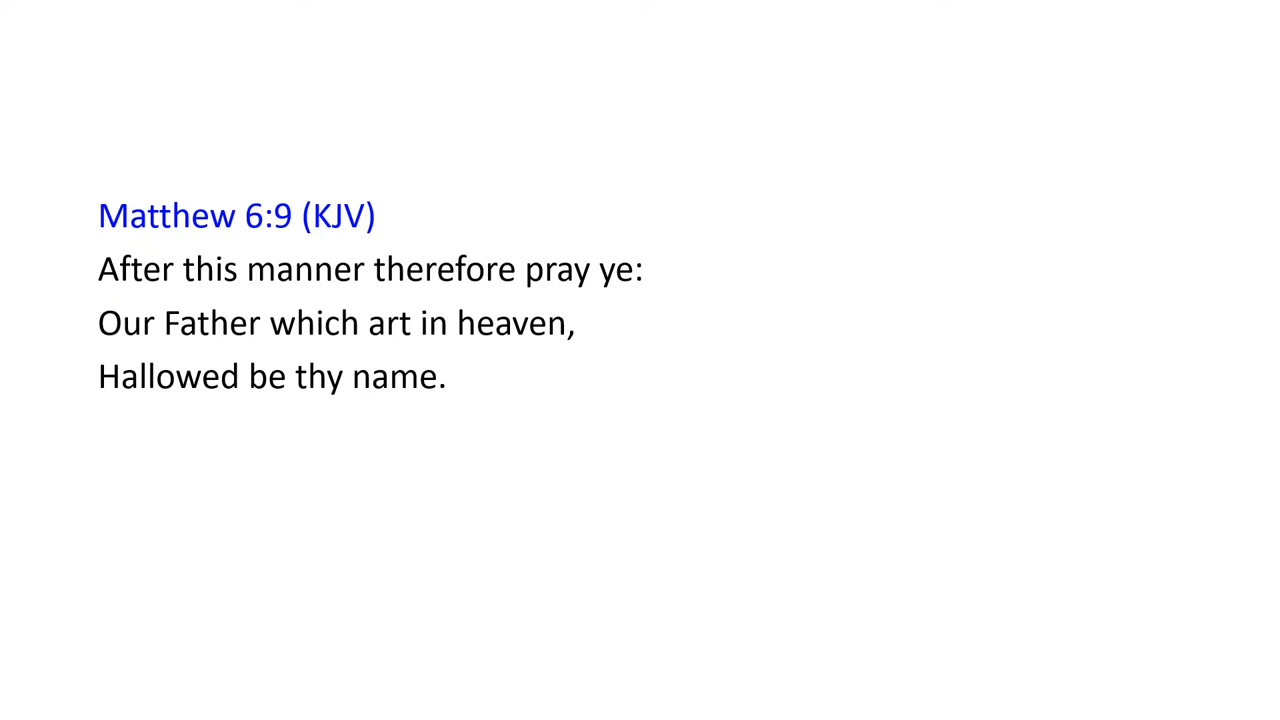 Matthew 6:9 (KJV)
After this manner therefore pray ye:
Our Father which art in heaven,
Hallowed be thy name.